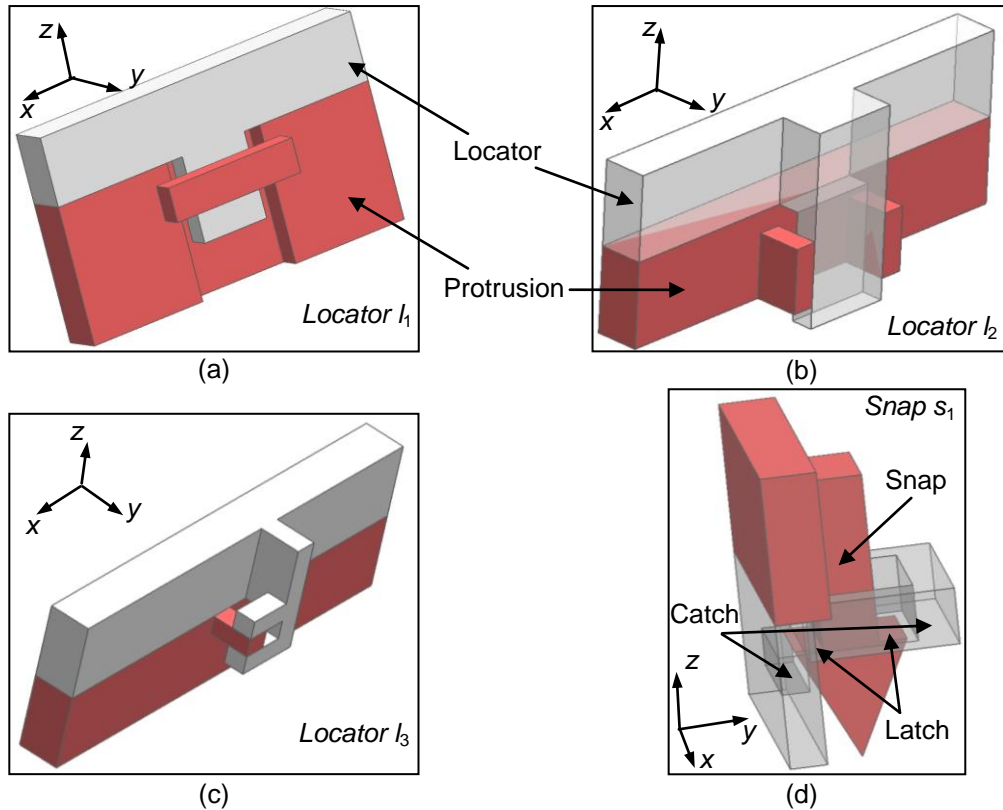 z
x
y
Locator
Protrusion
Locator l1
(a)
z
x
y
Locator l2
(b)
z
x
y
Locator l3
(c)
Snap s1
Snap
Catch
Latch
z
y
x
(d)